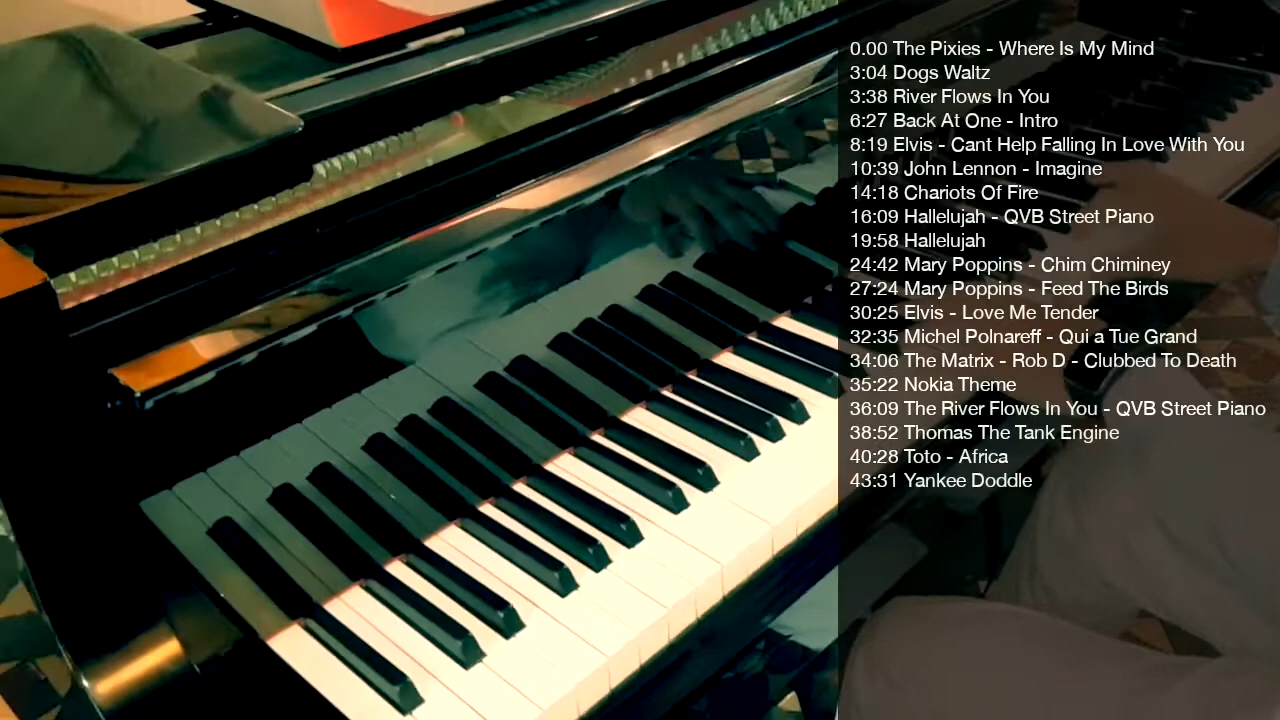 0.00 The Pixies - Where Is My Mind
3:04 Dogs Waltz
3:38 River Flows In You
6:27 Back At One - Intro
8:19 Elvis - Cant Help Falling In Love With You
10:39 John Lennon - Imagine
14:18 Chariots Of Fire
16:09 Hallelujah - QVB Street Piano
19:58 Hallelujah
24:42 Mary Poppins - Chim Chiminey
27:24 Mary Poppins - Feed The Birds
30:25 Elvis - Love Me Tender
32:35 Michel Polnareff - Qui a Tue Grand
34:06 The Matrix - Rob D - Clubbed To Death
35:22 Nokia Theme
36:09 The River Flows In You - QVB Street Piano
38:52 Thomas The Tank Engine
40:28 Toto - Africa
43:31 Yankee Doddle